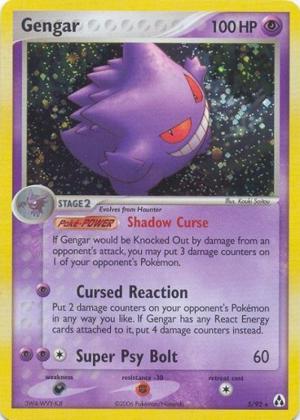 Gengar 100 HP
Illus. Kouki Saitou
STAGE 2
Evolves from Haunter
Poké-POWER Shadow Curse
If Gengar would be Knocked Out by damage from
an opponent's attack, you may put 3 damage counters on
1 of your opponent's Pokémon.
Cursed Reaction
Put 2 damage counters on your opponent's Pokémon
in any way you like. If Gengar has any React Energy
cards attached to it, put 4 damage counters instead.
Super Psy Bolt 60
weakness resistance -30 retreat cost
©2006 Pokémon/Nintendo 5/92 ★